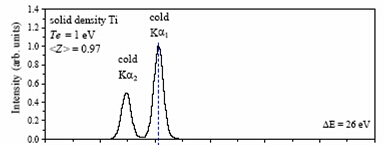 Intensity (arb. units)
1.4
1.2
1.0
0.8
0.6
0.4
0.2
0.0
solid density Ti
Te = 1 eV
<Z> = 0.97
cold
Kα₂
cold
Kα₁
ΔE = 26 eV